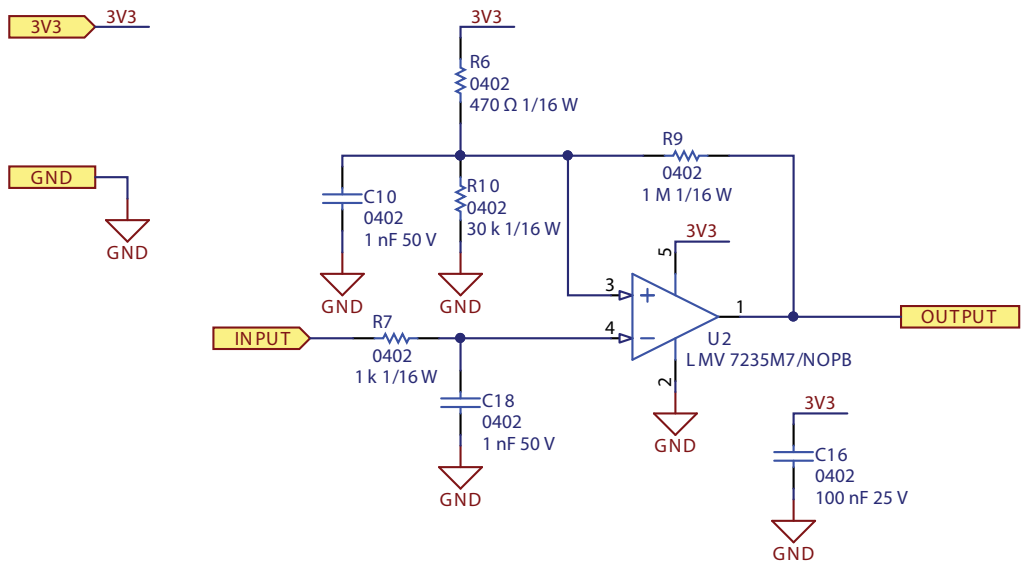 3V3
3V3
3V3
R6
0402
470 Ω 1/16 W
R9
0402
1 M 1/16 W
GND
GND
C10
0402
1 nF 50 V
R10
0402
30 k 1/16 W
GND
GND
3V3
5
3
4
1
2
U2
LMV 7235M7/NOPB
GND
INPUT
R7
0402
1 k 1/16 W
OUTPUT
C18
0402
1 nF 50 V
GND
3V3
C16
0402
100 nF 25 V
GND